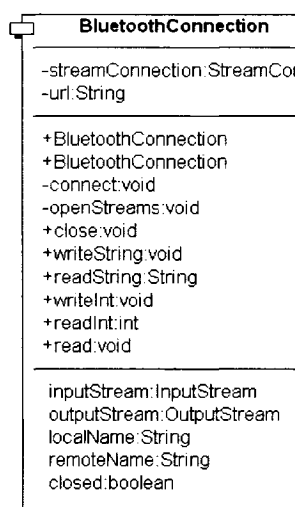 BluetoothConnection
-streamConnection:StreamCor
-url:String
+BluetoothConnection
+BluetoothConnection
-connect:void
-openStreams:void
+close:void
+writeString:void
+readString:String
+writeInt:void
+readInt:int
+read:void
inputStream:InputStream
outputStream:OutputStream
localName:String
remoteName:String
closed:boolean